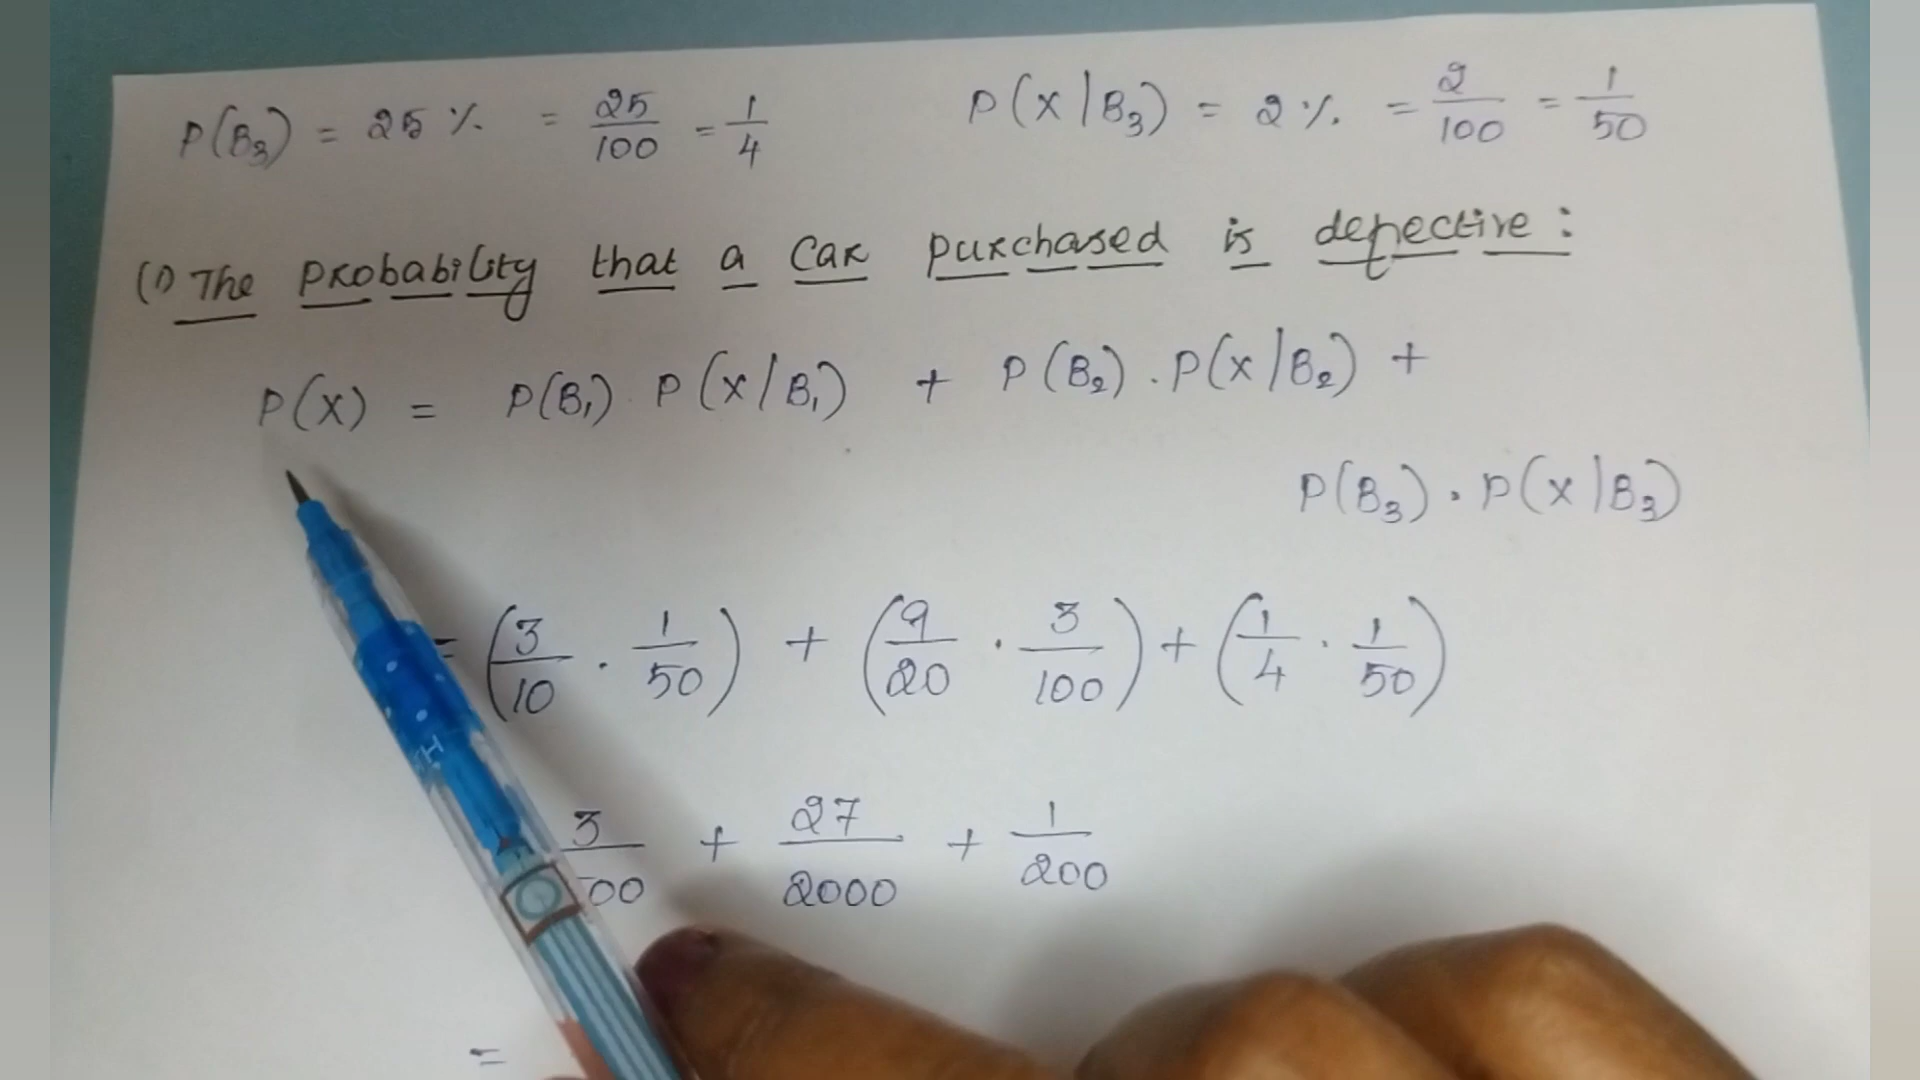 P(B₃) = 25 % = 25/100 = 1/4 P(X|B₃) = 2 % = 2/100 = 1/50
(1) The probability that a car purchased is defective :
P(X) = P(B₁) . P(X/B₁) + P(B₂) . P(X|B₂) +
P(B₃) . P(X|B₃)
= (3/10 . 1/50) + (9/20 . 3/100) + (1/4 . 1/50)
+ 27/2000 + 1/200
=